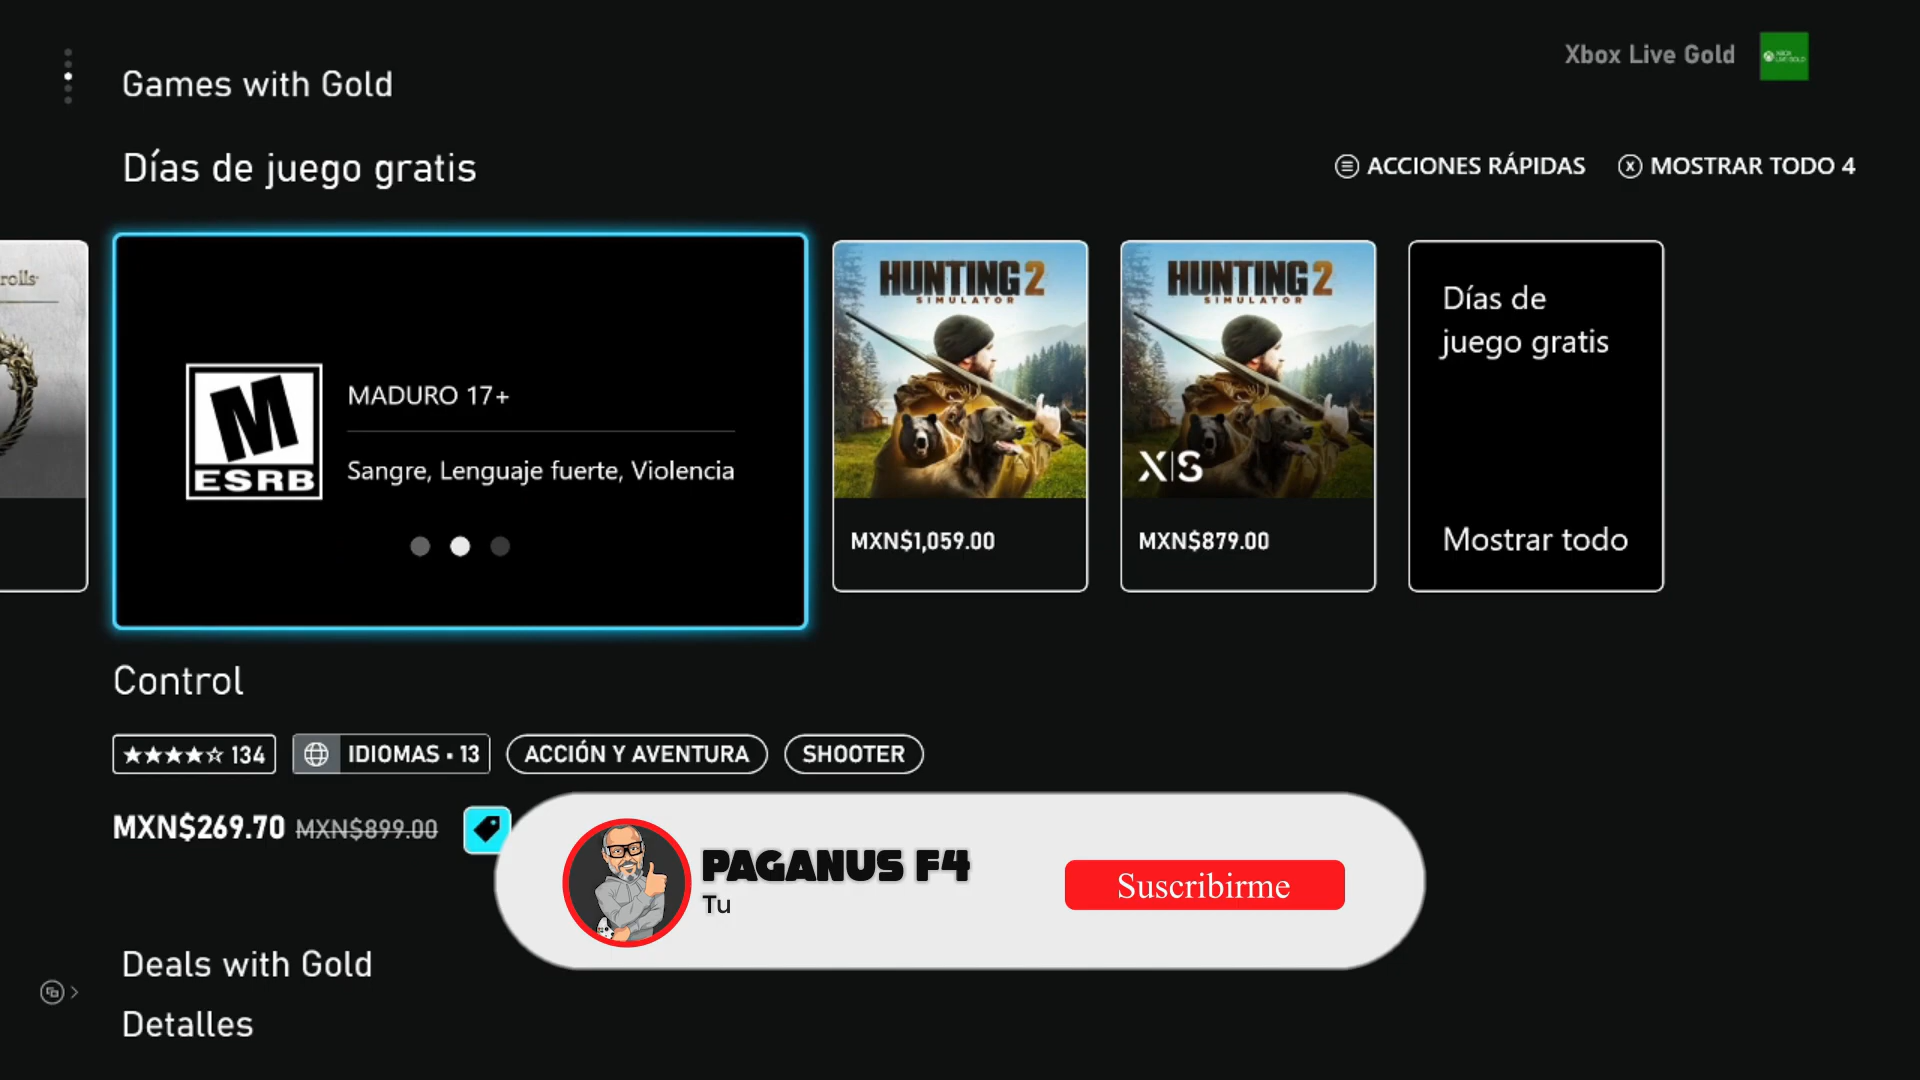 Games with Gold
Xbox Live Gold
XBOX
LIVE GOLD
Días de juego gratis
ACCIONES RÁPIDAS
X MOSTRAR TODO 4
rolls
M
ESRB
MADURO 17+
Sangre, Lenguaje fuerte, Violencia
HUNTING 2
SIMULATOR
MXN$1,059.00
HUNTING 2
SIMULATOR
X|S
MXN$879.00
Días de
juego gratis
Mostrar todo
Control
★★★★☆ 134
IDIOMAS ▪ 13
ACCIÓN Y AVENTURA
SHOOTER
MXN$269.70 MXN$899.00
PAGANUS F4
Tu
Suscribirme
Deals with Gold
Detalles